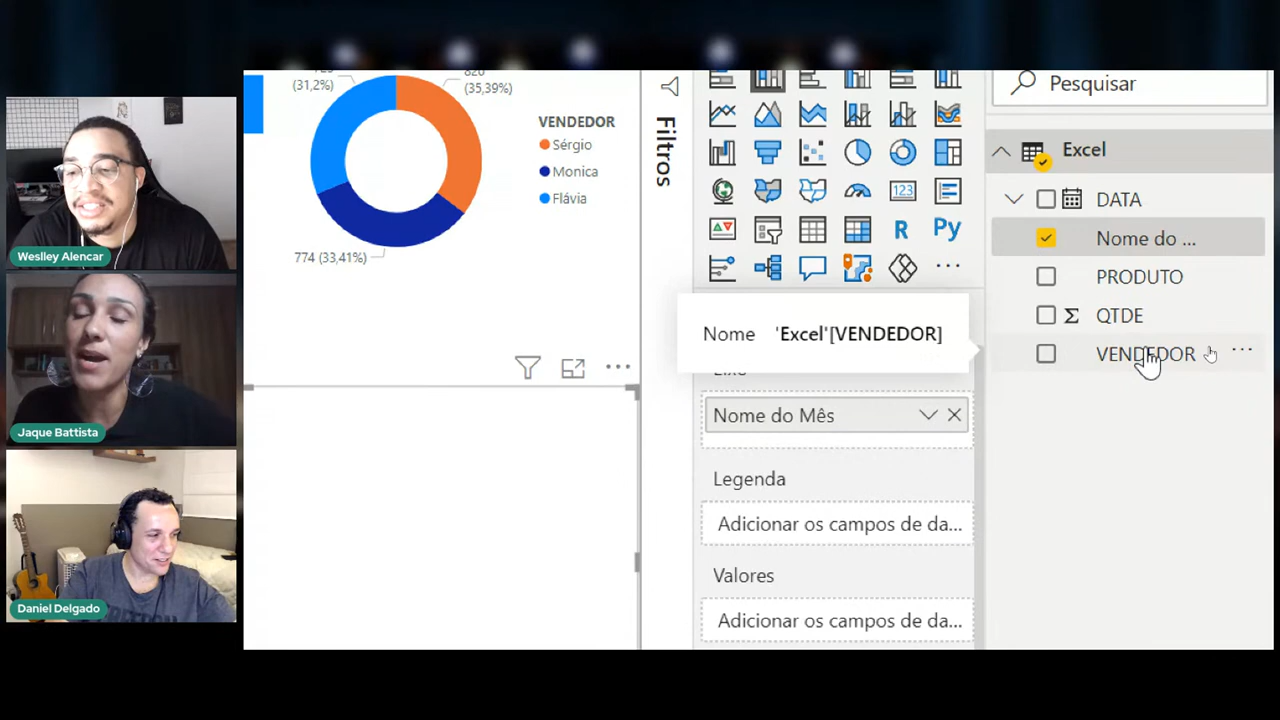 Weslley Alencar
Jaque Battista
Daniel Delgado
(31,2%)
(35,39%)
774 (33,41%)
VENDEDOR
Sérgio
Monica
Flávia
Filtros
123
R
Py
Nome 'Excel'[VENDEDOR]
Nome do Mês
Legenda
Adicionar os campos de da...
Valores
Adicionar os campos de da...
Pesquisar
Excel
DATA
Nome do ...
PRODUTO
Σ QTDE
VENDEDOR